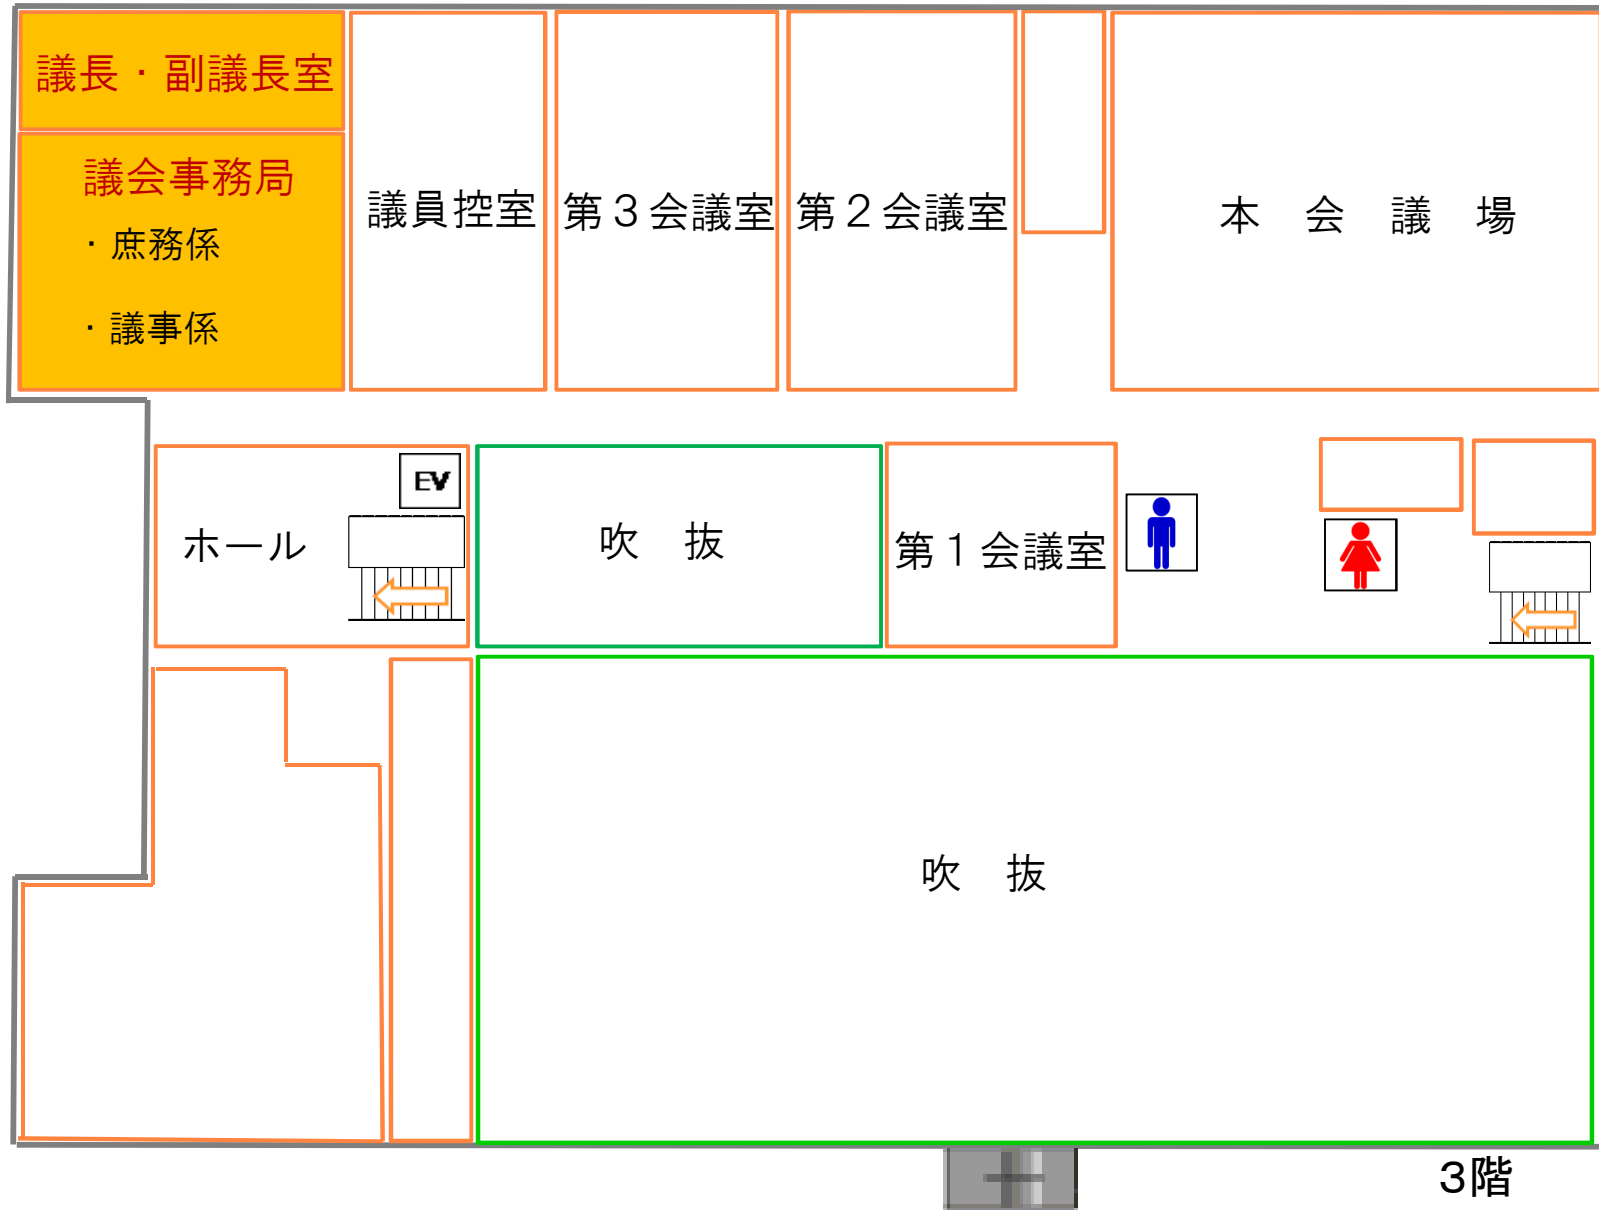 議長・副議長室
議会事務局
・庶務係
・議事係
議員控室
第３会議室
第２会議室
本　会　議　場
ホール
EV
吹　抜
第１会議室
吹　抜
3階